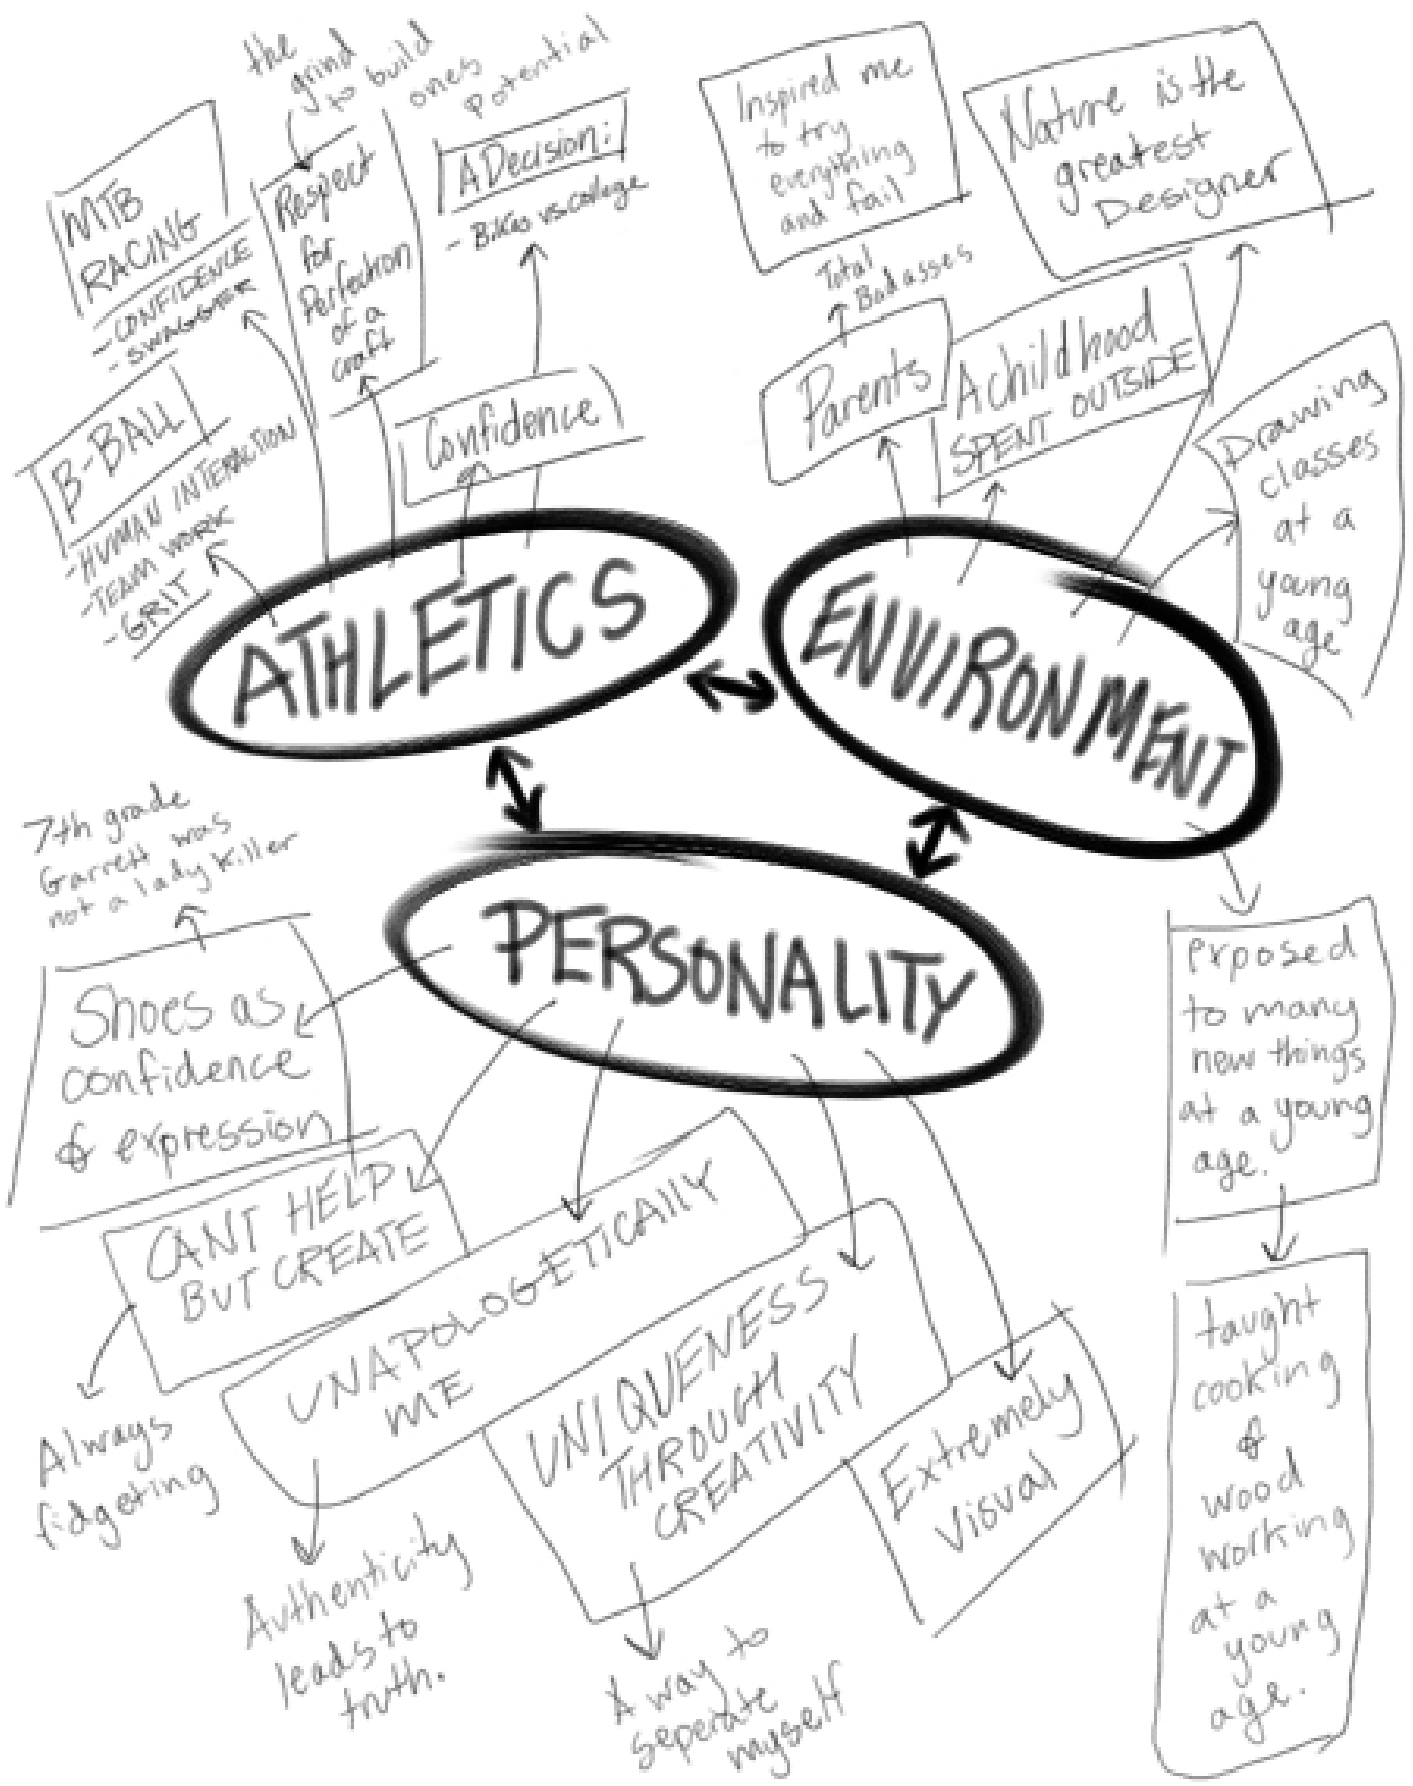 the
grind
to build
ones
potential
MTB
RACING
- CONFIDENCE
- SWAGGER
Respect
for
Perfection
of a
craft
A Decision:
- Bikes vs college
B-BALL
- HUMAN INTERACTION
- TEAM WORK
- GRIT
Confidence
ATHLETICS
Inspired me
to try
everything
and fail
Nature is the
greatest
Designer
Total
Badasses
Parents
A childhood
SPENT OUTSIDE
Drawing
classes
at a
young
age
ENVIRONMENT
7th grade
Garrett was
not a lady killer
PERSONALITY
Shoes as
confidence
& expression
exposed
to many
new things
at a young
age.
CANT HELP
BUT CREATE
UNAPOLOGETICALLY
ME
UNIQUENESS
THROUGH
CREATIVITY
Extremely
Visual
taught
cooking
&
wood
working
at a
young
age.
Always
fidgeting
Authenticity
leads to
truth.
A way to
seperate
myself